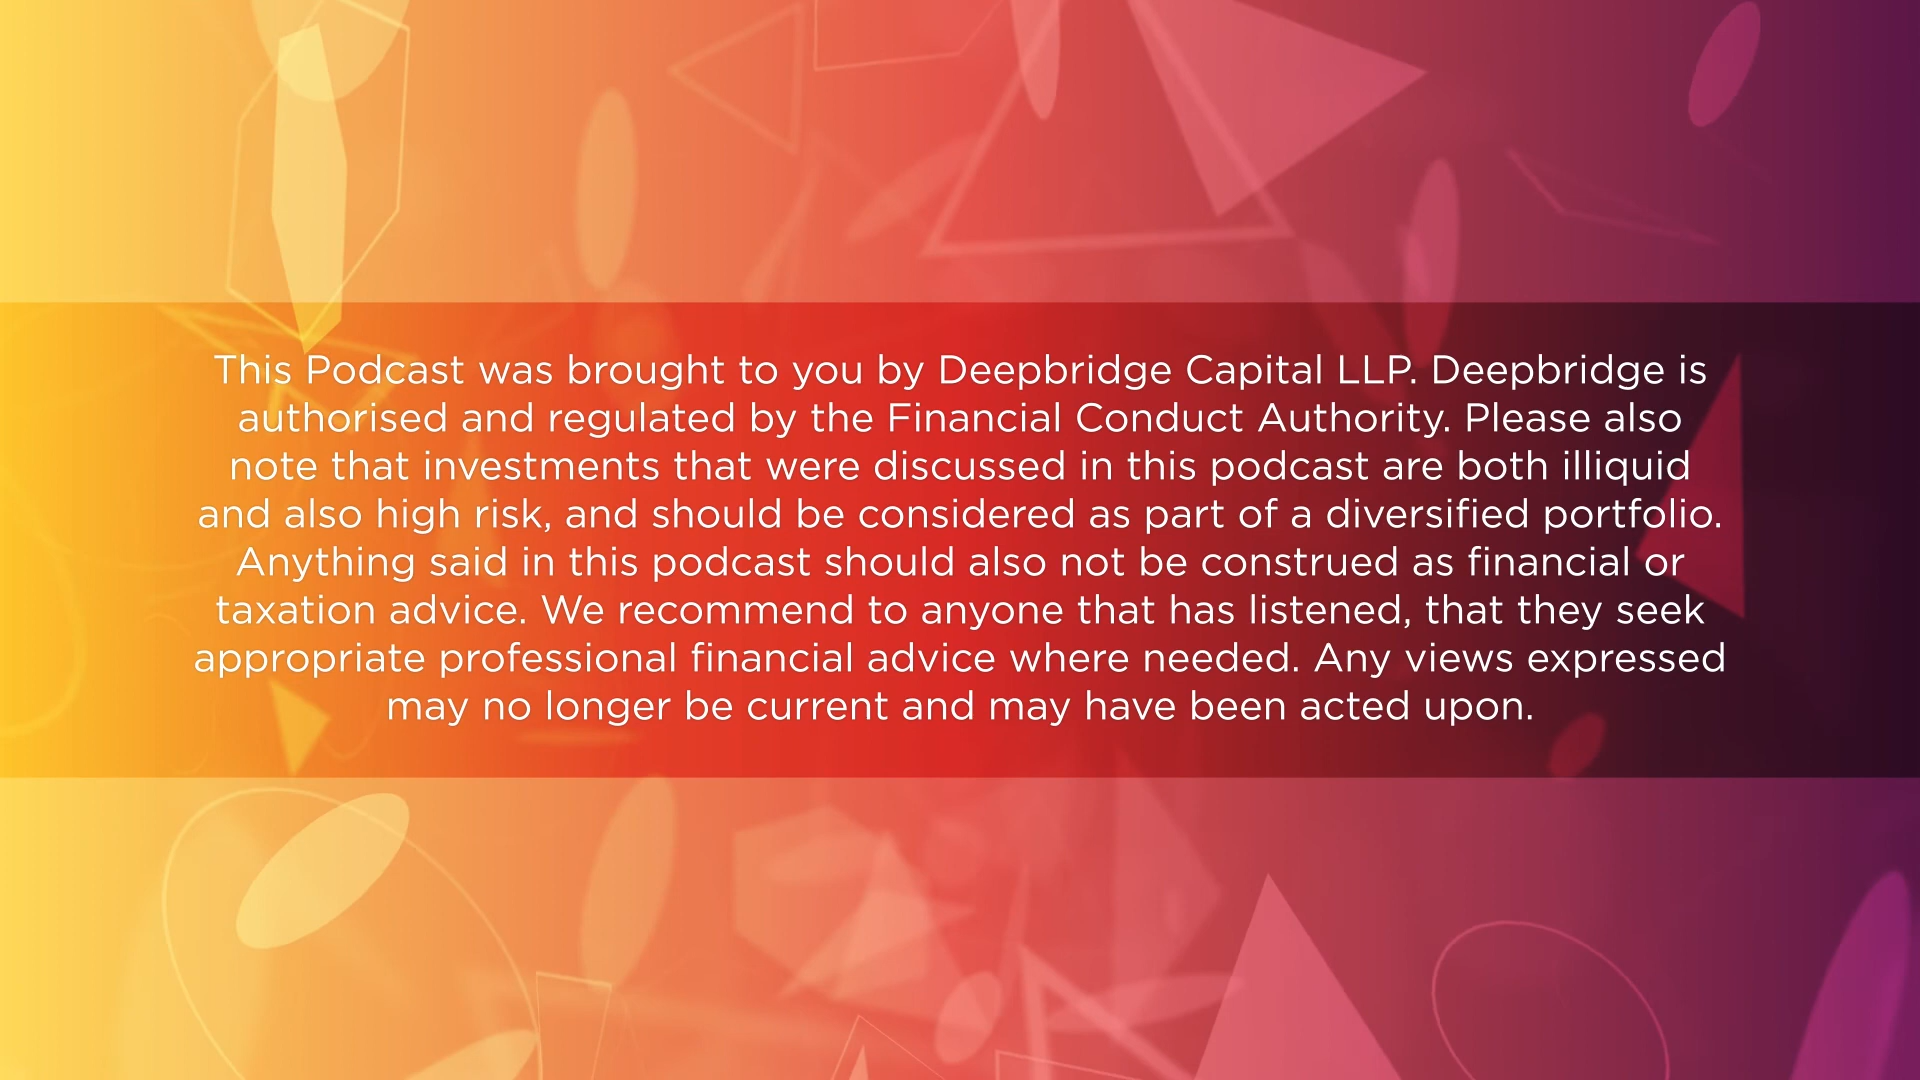 This Podcast was brought to you by Deepbridge Capital LLP. Deepbridge is
authorised and regulated by the Financial Conduct Authority. Please also
note that investments that were discussed in this podcast are both illiquid
and also high risk, and should be considered as part of a diversified portfolio.
Anything said in this podcast should also not be construed as financial or
taxation advice. We recommend to anyone that has listened, that they seek
appropriate professional financial advice where needed. Any views expressed
may no longer be current and may have been acted upon.